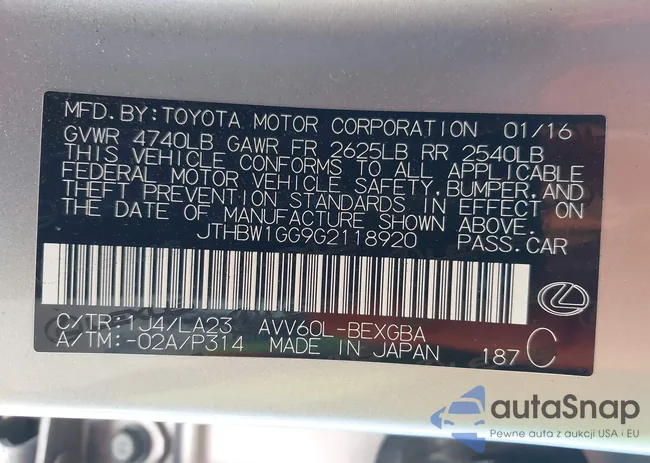 MFD. BY: TOYOTA MOTOR CORPORATION 01/16
GVWR 4740LB GAWR FR 2625LB RR 2540LB
THIS VEHICLE CONFORMS TO ALL APPLICABLE
FEDERAL MOTOR VEHICLE SAFETY, BUMPER, AND
THEFT PREVENTION STANDARDS IN EFFECT ON
THE DATE OF MANUFACTURE SHOWN ABOVE.
JTHBW1GG9G2118920 PASS. CAR
C/TR: 1J4/LA23 AVV60L-BEXGBA
A/TM: -02A/P314 MADE IN JAPAN 187 C
autaSnap
Pewne auta z aukcji USA i EU